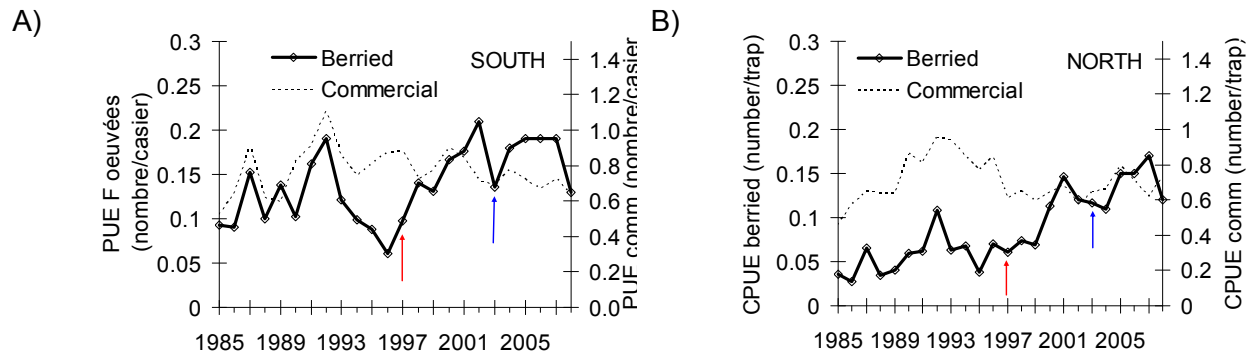 A)
PUE F oeuvées
(nombre/casier)
0.3
0.25
0.2
0.15
0.1
0.05
0
Berried
Commercial
SOUTH
1.4
1.2
1.0
0.8
0.6
0.4
0.2
0.0
PUE comm (nombre/casier
1985 1989 1993 1997 2001 2005
B)
CPUE berried (number/trap)
0.3
0.25
0.2
0.15
0.1
0.05
0
Berried
Commercial
NORTH
1.4
1.2
1
0.8
0.6
0.4
0.2
0
CPUE comm (number/trap)
1985 1989 1993 1997 2001 2005